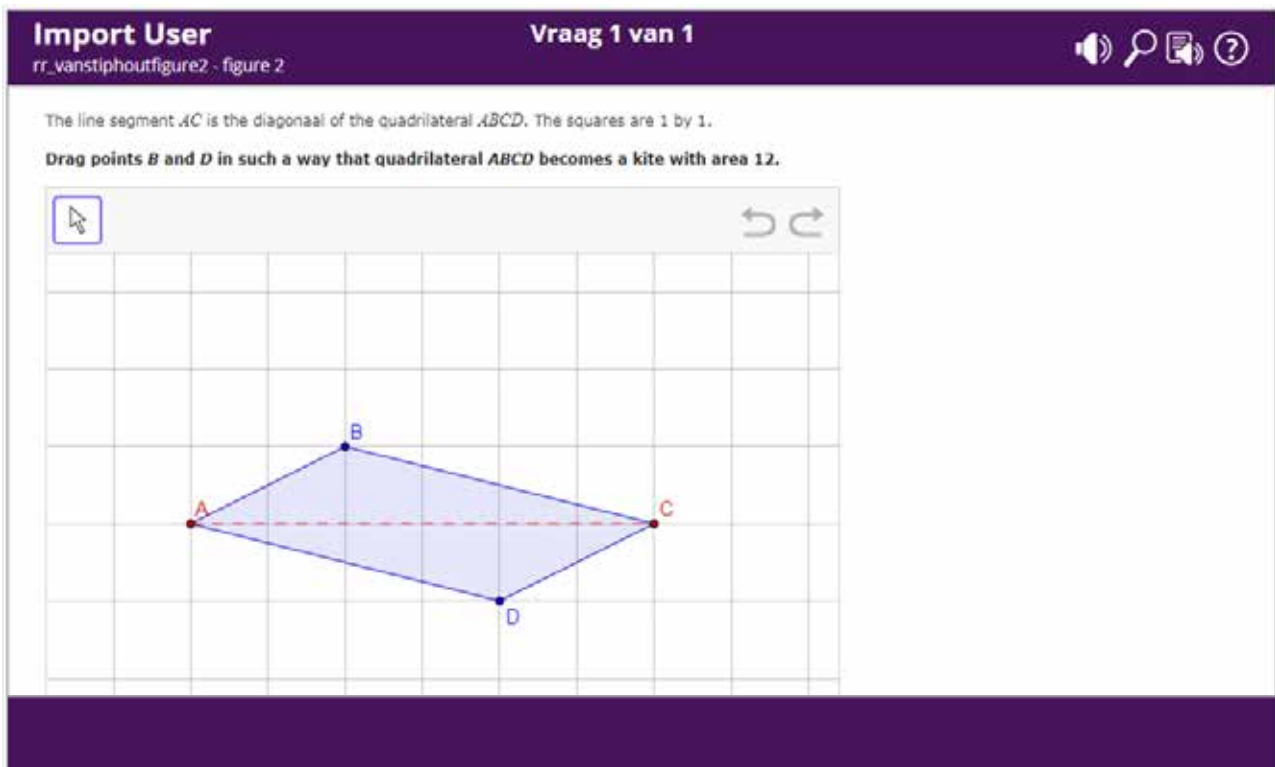 Import User
Vraag 1 van 1
rr_vanstiphoutfigure2 - figure 2
?
The line segment AC is the diagonaal of the quadrilateral ABCD. The squares are 1 by 1.
Drag points B and D in such a way that quadrilateral ABCD becomes a kite with area 12.
B
A
C
D